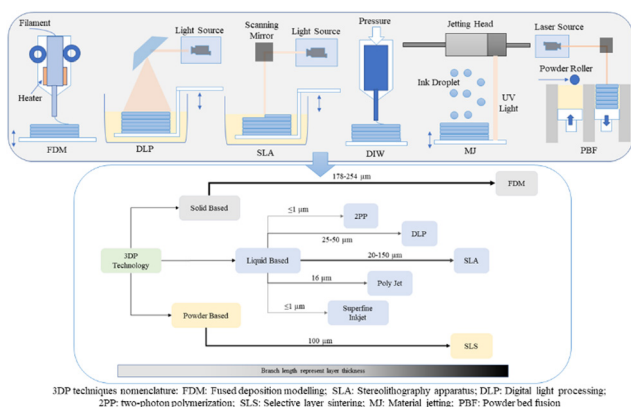 Filament
Heater
FDM
Light Source
DLP
Scanning
Mirror
Light Source
SLA
Pressure
DIW
Jetting Head
Ink Droplet
UV
Light
MJ
Laser Source
Powder Roller
PBF
178-254 µm
Solid Based
FDM
≤1 µm
2PP
25-50 µm
DLP
3DP
Technology
Liquid Based
20-150 µm
SLA
16 µm
Poly Jet
≤1 µm
Superfine
Inkjet
Powder Based
100 µm
SLS
Branch length represent layer thickness
3DP techniques nomenclature: FDM: Fused deposition modelling; SLA: Stereolithography apparatus; DLP: Digital light processing;
2PP: two-photon polymerization; SLS: Selective layer sintering; MJ: Material jetting; PBF: Powder bed fusion